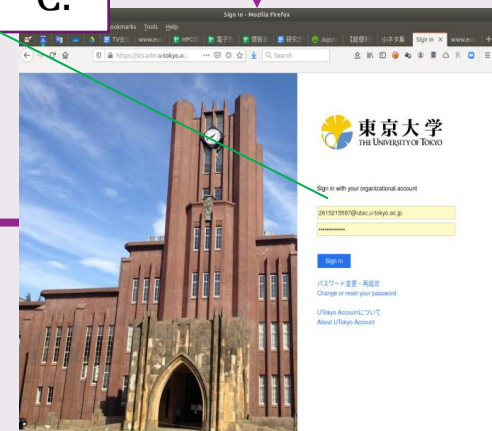 C.
Sign In - Mozilla Firefox
ookmarks Tools Help
Sign In
https://sts.adm.u-tokyo.ac.
Search
東京大学
THE UNIVERSITY OF TOKYO
Sign in with your organizational account
2615215597@utac.u-tokyo.ac.jp
Sign in
パスワード変更・再設定
Change or reset your password
UTokyo Accountについて
About UTokyo Account